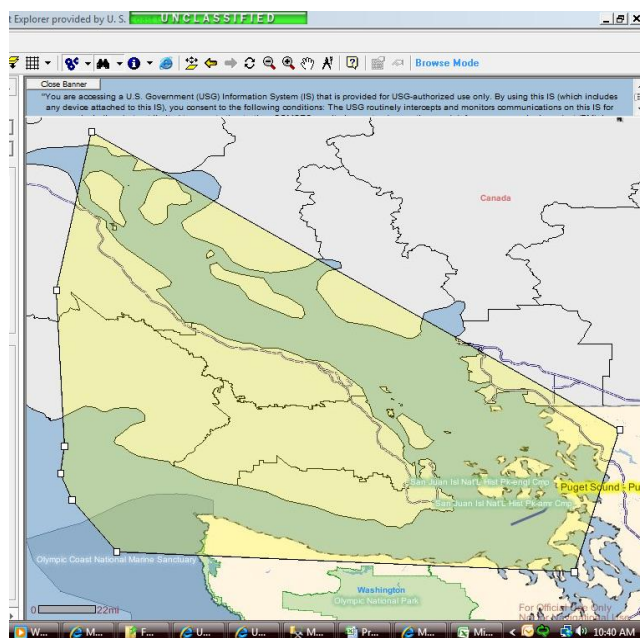 t Explorer provided by U. S.
UNCLASSIFIED
Browse Mode
Close Banner
"You are accessing a U.S. Government (USG) Information System (IS) that is provided for USG-authorized use only. By using this IS (which includes
any device attached to this IS), you consent to the following conditions: The USG routinely intercepts and monitors communications on this IS for
Canada
San Juan Isl Nat'L Hist Pk-engl Cmp
Puget Sound - Pu
San Juan Isl Nat'L Hist Pk-amr Cmp
Olympic Coast National Marine Sanctuary
Washington
Olympic National Park
0 22mi
For Official Use Only
W...
M...
F...
U...
U...
M...
Pr...
M...
Mi...
10:40 AM